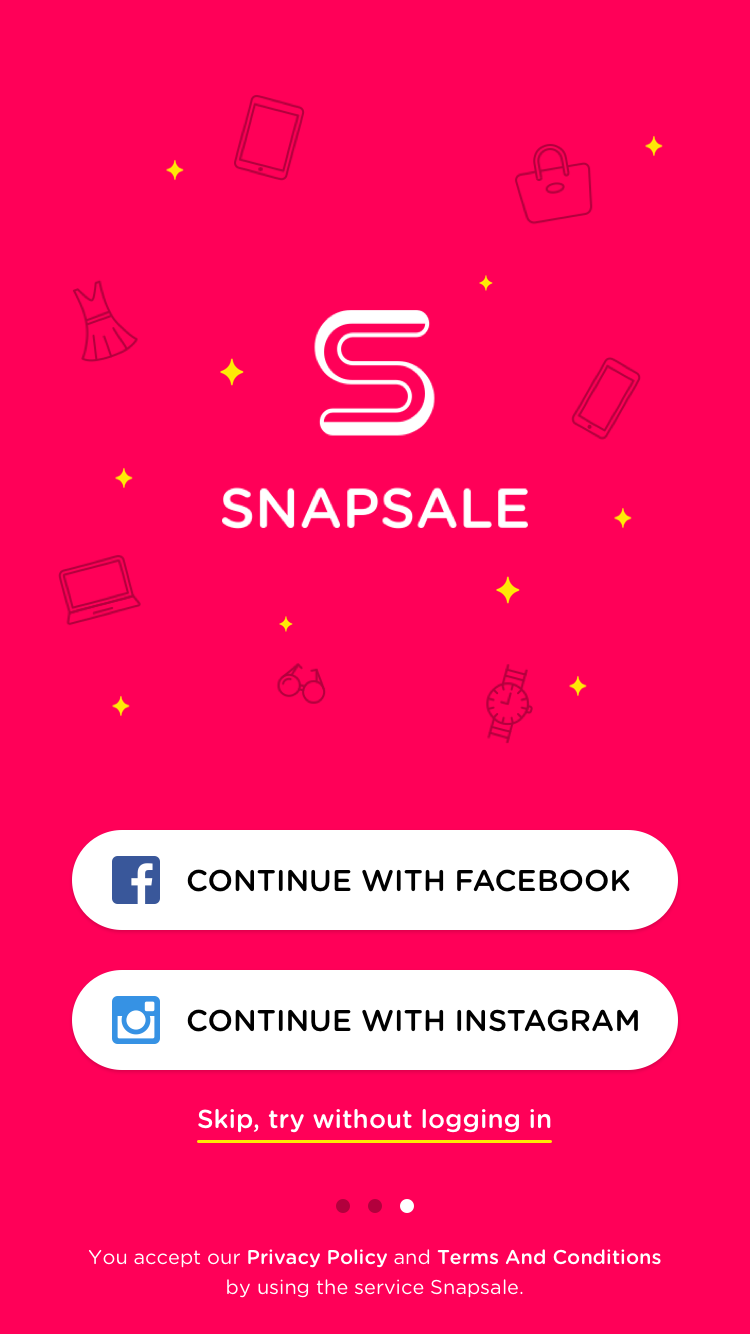 SNAPSALE
CONTINUE WITH FACEBOOK
CONTINUE WITH INSTAGRAM
Skip, try without logging in
You accept our Privacy Policy and Terms And Conditions
by using the service Snapsale.